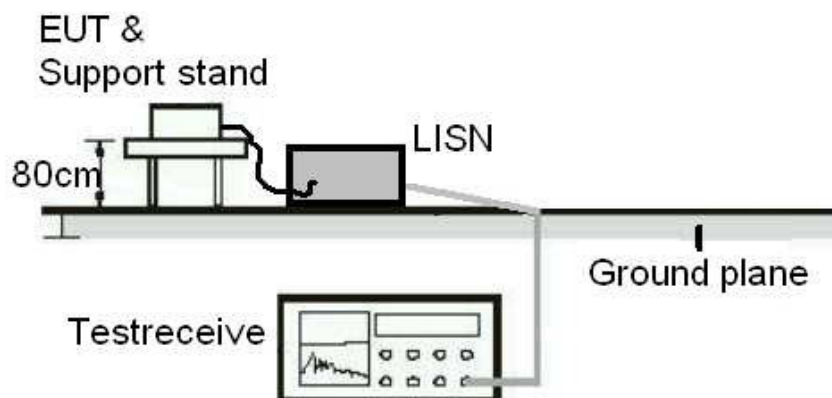 EUT &
Support stand
LISN
80cm
Ground plane
Testreceive